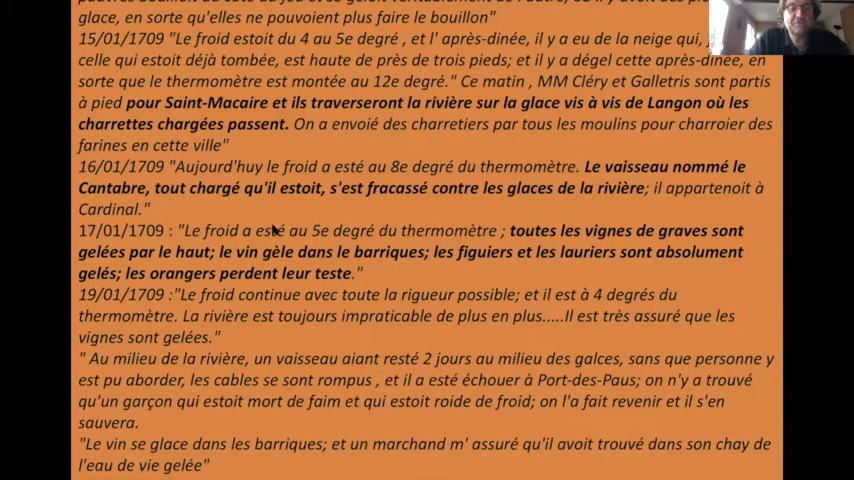 glace, en sorte qu'elles ne pouvoient plus faire le bouillon"
15/01/1709 "Le froid estoit du 4 au 5e degré , et l' après-dinée, il y a eu de la neige qui,
celle qui estoit déjà tombée, est haute de près de trois pieds; et il y a dégel cette après-dinée, en
sorte que le thermomètre est montée au 12e degré." Ce matin , MM Cléry et Galletris sont partis
à pied pour Saint-Macaire et ils traverseront la rivière sur la glace vis à vis de Langon où les
charrettes chargées passent. On a envoié des charretiers par tous les moulins pour charroier des
farines en cette ville"
16/01/1709 "Aujourd'huy le froid a esté au 8e degré du thermomètre. Le vaisseau nommé le
Cantabre, tout chargé qu'il estoit, s'est fracassé contre les glaces de la rivière; il appartenoit à
Cardinal."
17/01/1709 : "Le froid a esté au 5e degré du thermomètre ; toutes les vignes de graves sont
gelées par le haut; le vin gèle dans le barriques; les figuiers et les lauriers sont absolument
gelés; les orangers perdent leur teste."
19/01/1709 :"Le froid continue avec toute la rigueur possible; et il est à 4 degrés du
thermomètre. La rivière est toujours impraticable de plus en plus.....Il est très assuré que les
vignes sont gelées."
" Au milieu de la rivière, un vaisseau aiant resté 2 jours au milieu des galces, sans que personne y
est pu aborder, les cables se sont rompus , et il a esté échouer à Port-des-Paus; on n'y a trouvé
qu'un garçon qui estoit mort de faim et qui estoit roide de froid; on l'a fait revenir et il s'en
sauvera.
"Le vin se glace dans les barriques; et un marchand m' assuré qu'il avoit trouvé dans son chay de
l'eau de vie gelée"